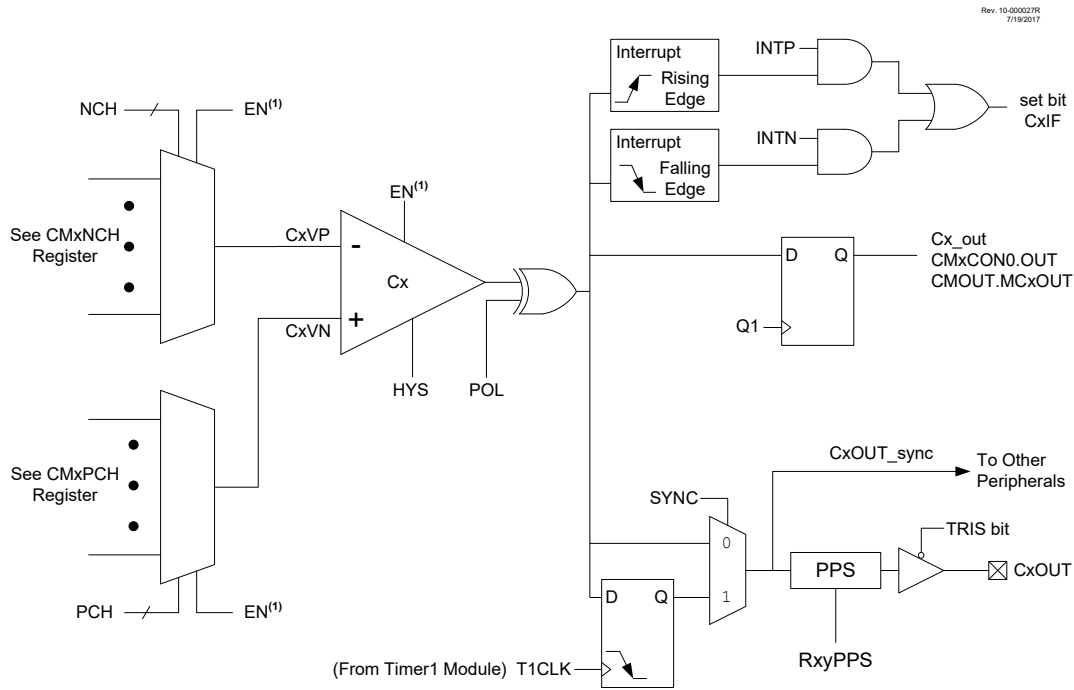 Rev. 10-000027R
7/19/2017
NCH
EN(1)
See CMxNCH
Register
CxVP
-
EN(1)
Cx
+
CxVN
HYS
POL
See CMxPCH
Register
PCH
EN(1)
Interrupt
Rising
Edge
INTP
Interrupt
Falling
Edge
INTN
set bit
CxIF
D
Q
Q1
Cx_out
CMxCON0.OUT
CMOUT.MCxOUT
CxOUT_sync
To Other
Peripherals
SYNC
0
1
TRIS bit
PPS
CxOUT
RxyPPS
D
Q
(From Timer1 Module) T1CLK